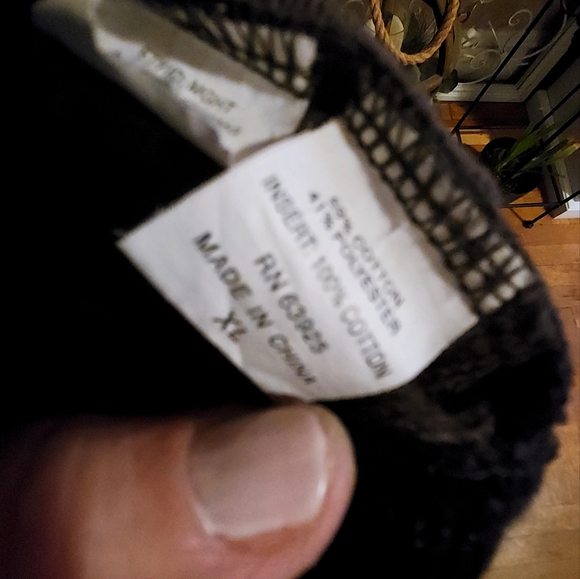 59% COTTON
41% POLYESTER
INSERT: 100% COTTON
RN 63925
MADE IN CHINA
XL